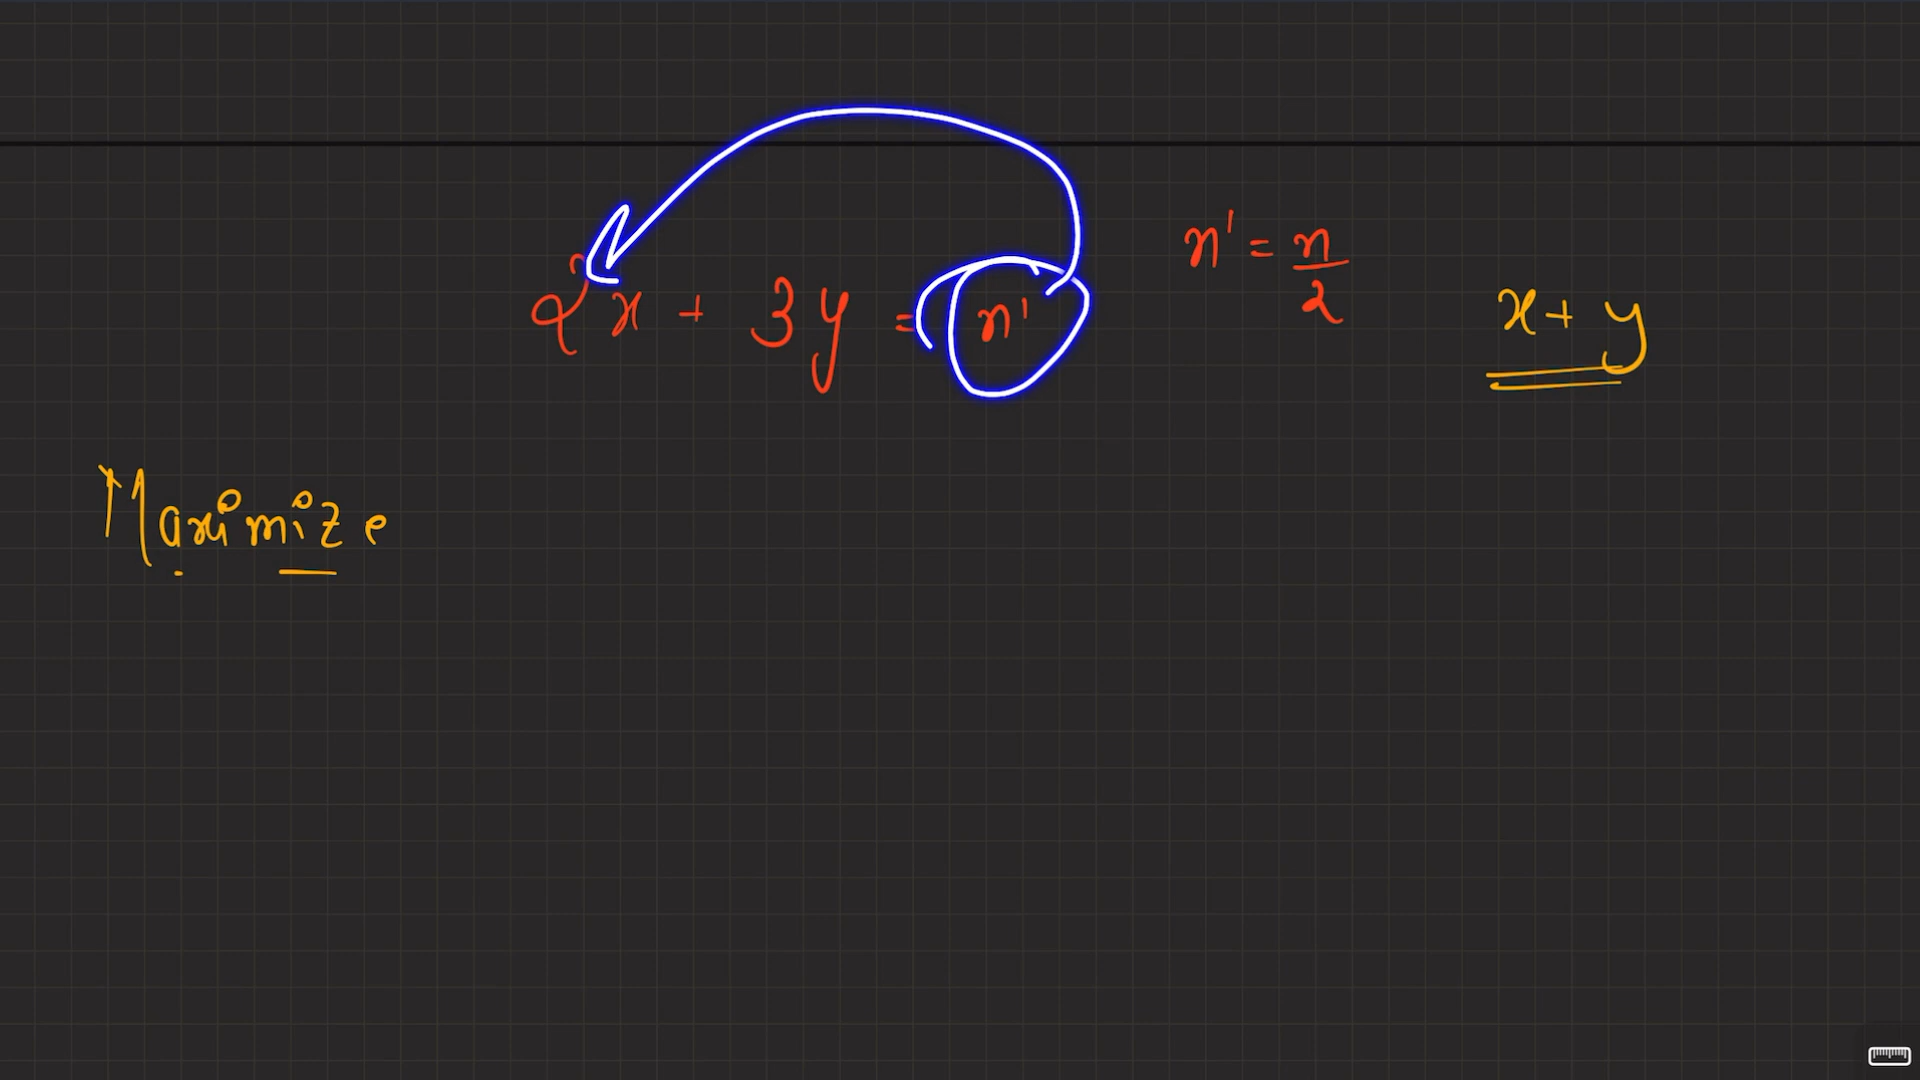 2x + 3y = n'
n' = n/2
x + y
Maximize